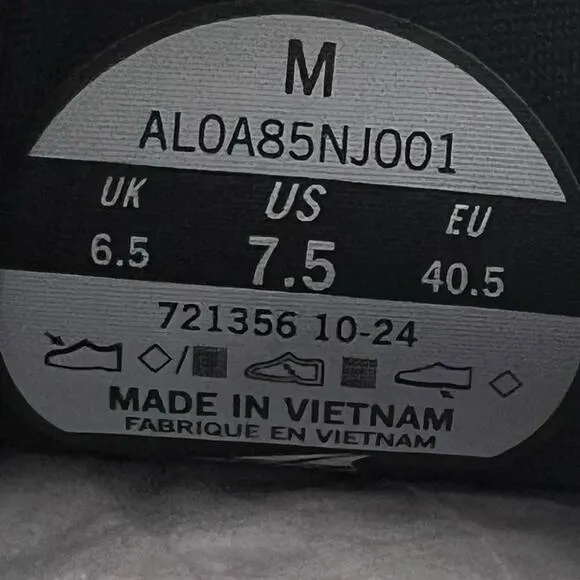 M
AL0A85NJ001
UK US EU
6.5 7.5 40.5
721356 10-24
MADE IN VIETNAM
FABRIQUE EN VIETNAM